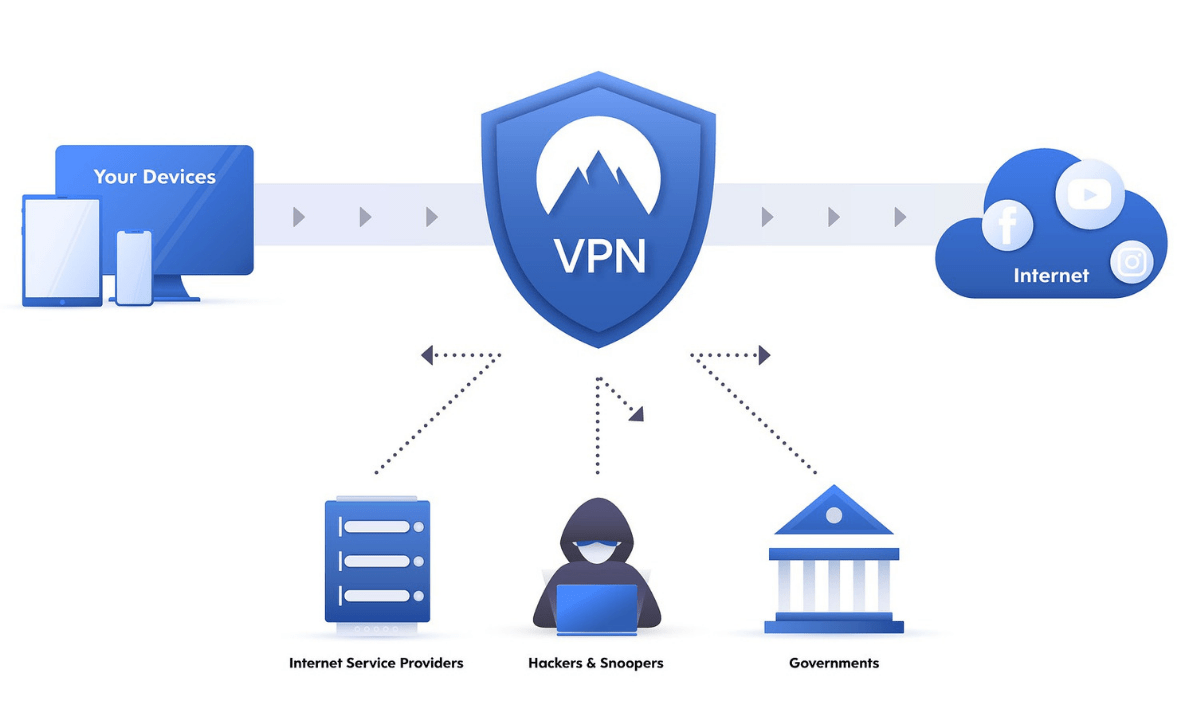 Your Devices
VPN
Internet
Internet Service Providers
Hackers & Snoopers
Governments